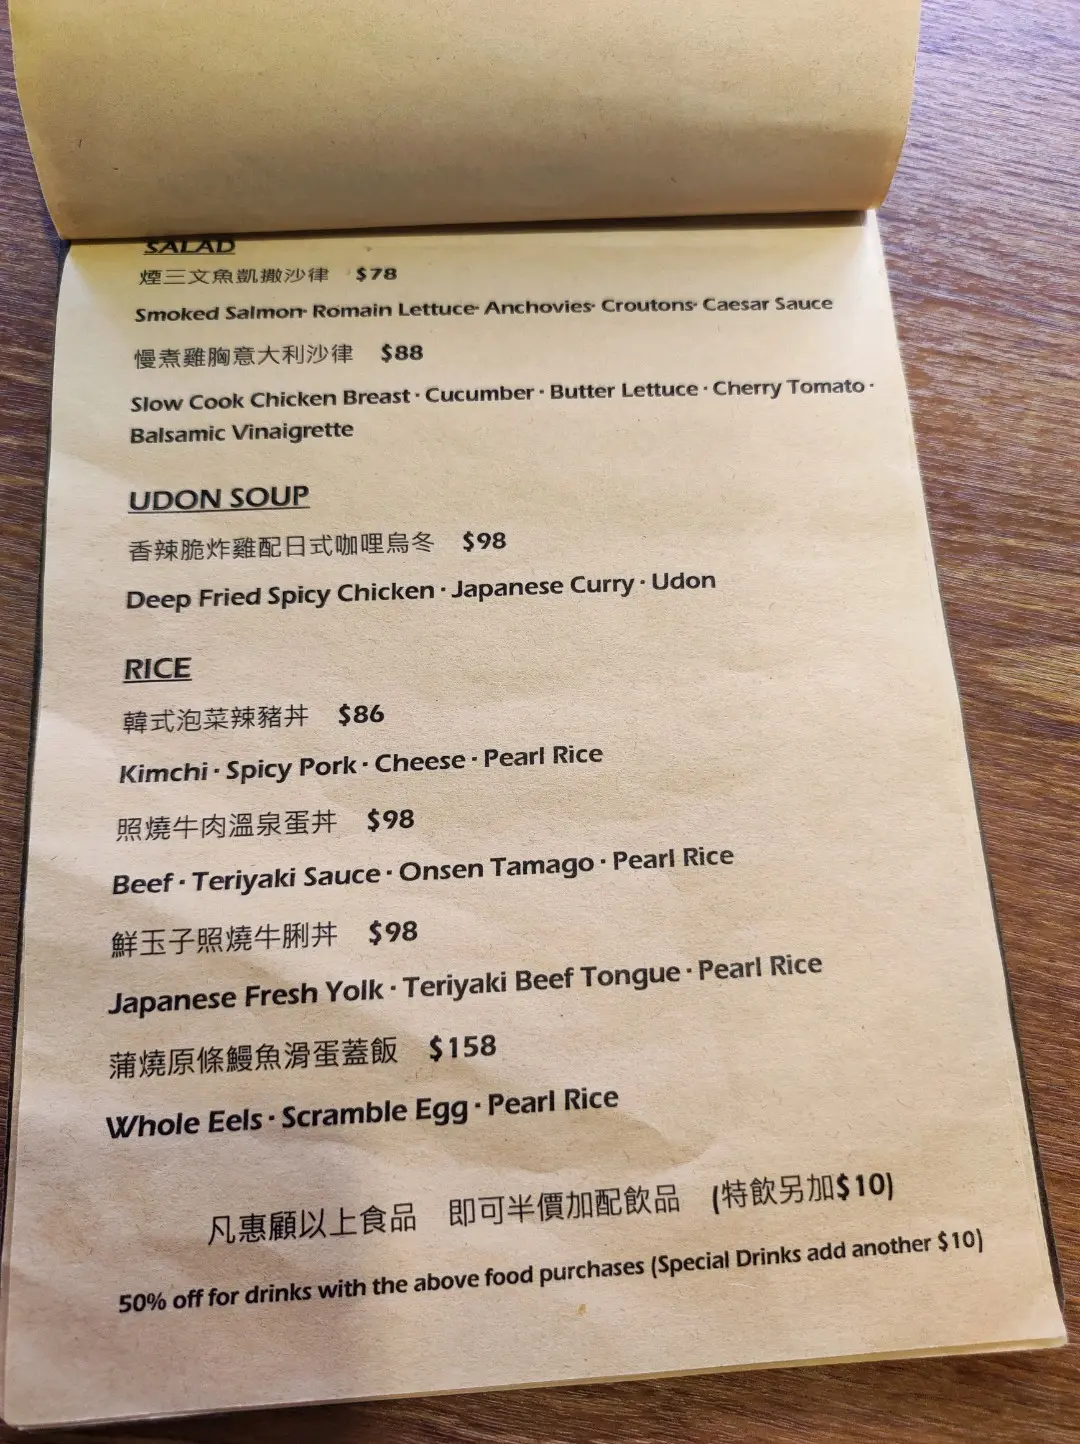 SALAD
煙三文魚凱撒沙律 $78
Smoked Salmon· Romain Lettuce· Anchovies· Croutons· Caesar Sauce
慢煮雞胸意大利沙律 $88
Slow Cook Chicken Breast · Cucumber · Butter Lettuce · Cherry Tomato ·
Balsamic Vinaigrette
UDON SOUP
香辣脆炸雞配日式咖哩烏冬 $98
Deep Fried Spicy Chicken · Japanese Curry · Udon
RICE
韓式泡菜辣豬丼 $86
Kimchi · Spicy Pork · Cheese · Pearl Rice
照燒牛肉溫泉蛋丼 $98
Beef · Teriyaki Sauce · Onsen Tamago · Pearl Rice
鮮玉子照燒牛脷丼 $98
Japanese Fresh Yolk · Teriyaki Beef Tongue · Pearl Rice
蒲燒原條鰻魚滑蛋蓋飯 $158
Whole Eels · Scramble Egg · Pearl Rice
凡惠顧以上食品 即可半價加配飲品 (特飲另加$10)
50% off for drinks with the above food purchases (Special Drinks add another $10)